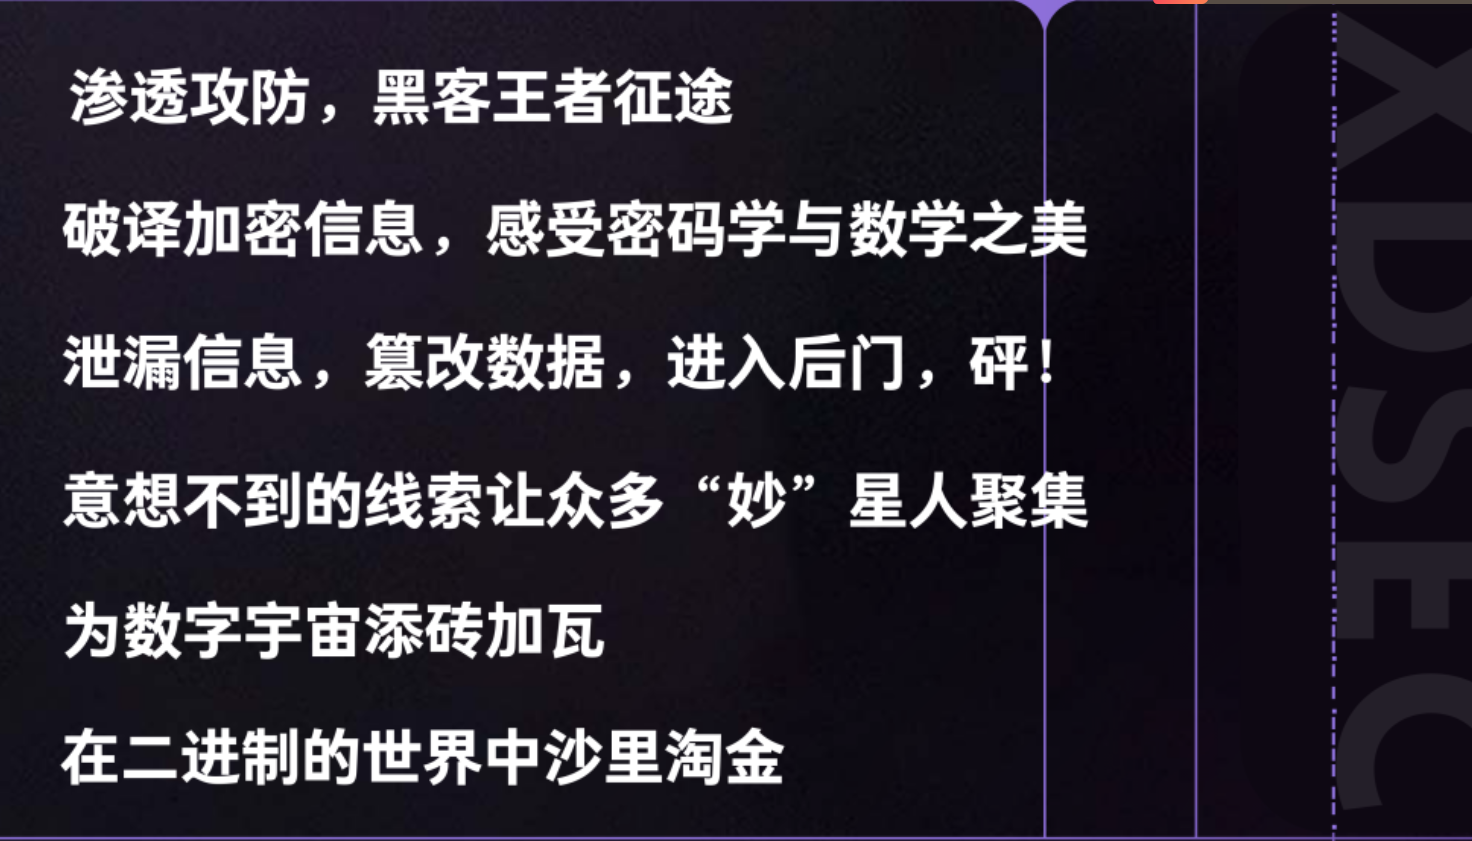 渗透攻防，黑客王者征途
破译加密信息，感受密码学与数学之美
泄漏信息，篡改数据，进入后门，砰！
意想不到的线索让众多“妙”星人聚集
为数字宇宙添砖加瓦
在二进制的世界中沙里淘金
XDSEC